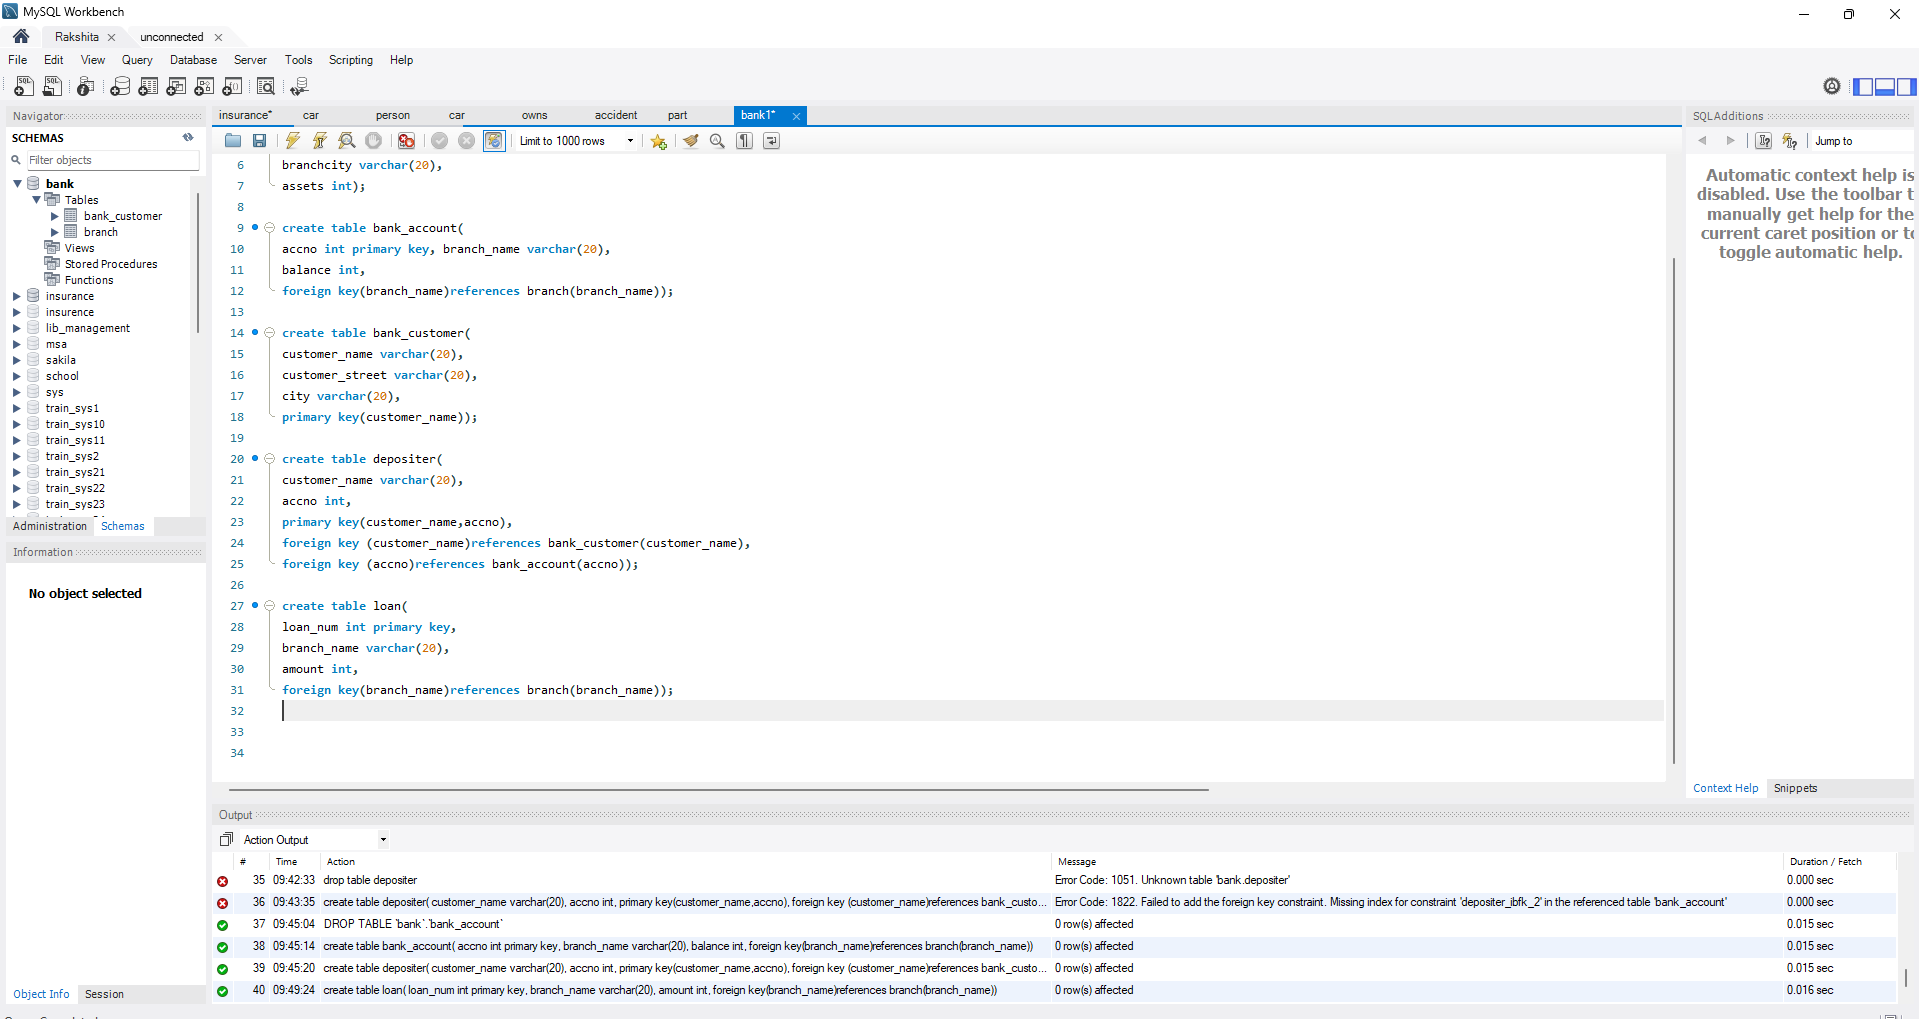 MySQL Workbench
Rakshita
unconnected
File Edit View Query Database Server Tools Scripting Help
Navigator
SCHEMAS
Filter objects
bank
Tables
bank_customer
branch
Views
Stored Procedures
Functions
insurance
insurence
lib_management
msa
sakila
school
sys
train_sys1
train_sys10
train_sys11
train_sys2
train_sys21
train_sys22
train_sys23
Administration Schemas
Information
No object selected
Object Info Session
insurance* car person car owns accident part bank1*
Limit to 1000 rows
6 branchcity varchar(20),
7 assets int);
8
9 create table bank_account(
10 accno int primary key, branch_name varchar(20),
11 balance int,
12 foreign key(branch_name)references branch(branch_name));
13
14 create table bank_customer(
15 customer_name varchar(20),
16 customer_street varchar(20),
17 city varchar(20),
18 primary key(customer_name));
19
20 create table depositer(
21 customer_name varchar(20),
22 accno int,
23 primary key(customer_name,accno),
24 foreign key (customer_name)references bank_customer(customer_name),
25 foreign key (accno)references bank_account(accno));
26
27 create table loan(
28 loan_num int primary key,
29 branch_name varchar(20),
30 amount int,
31 foreign key(branch_name)references branch(branch_name));
32
33
34
SQLAdditions
Jump to
Automatic context help is
disabled. Use the toolbar t
manually get help for the
current caret position or to
toggle automatic help.
Context Help Snippets
Output
Action Output
# Time Action Message Duration / Fetch
35 09:42:33 drop table depositer Error Code: 1051. Unknown table 'bank.depositer' 0.000 sec
36 09:43:35 create table depositer( customer_name varchar(20), accno int, primary key(customer_name,accno), foreign key (customer_name)references bank_custo... Error Code: 1822. Failed to add the foreign key constraint. Missing index for constraint 'depositer_ibfk_2' in the referenced table 'bank_account' 0.000 sec
37 09:45:04 DROP TABLE `bank`.`bank_account` 0 row(s) affected 0.015 sec
38 09:45:14 create table bank_account( accno int primary key, branch_name varchar(20), balance int, foreign key(branch_name)references branch(branch_name)) 0 row(s) affected 0.015 sec
39 09:45:20 create table depositer( customer_name varchar(20), accno int, primary key(customer_name,accno), foreign key (customer_name)references bank_custo... 0 row(s) affected 0.015 sec
40 09:49:24 create table loan( loan_num int primary key, branch_name varchar(20), amount int, foreign key(branch_name)references branch(branch_name)) 0 row(s) affected 0.016 sec